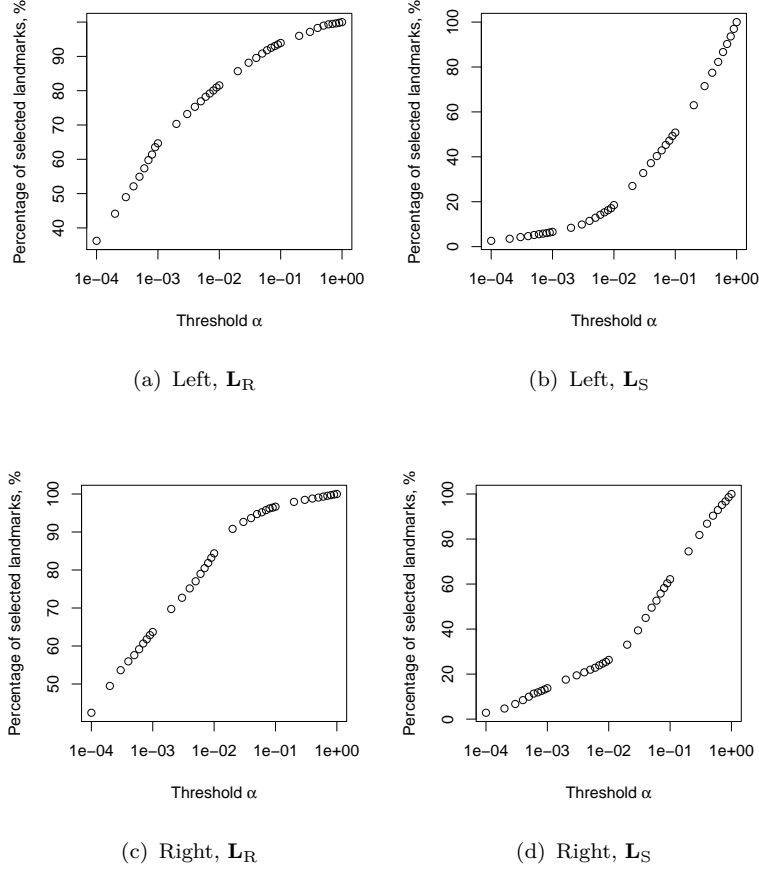 Percentage of selected landmarks, %
90
80
70
60
50
40
1e−04 1e−03 1e−02 1e−01 1e+00
Threshold α
(a) Left, L_R
Percentage of selected landmarks, %
100
80
60
40
20
0
1e−04 1e−03 1e−02 1e−01 1e+00
Threshold α
(b) Left, L_S
Percentage of selected landmarks, %
100
90
80
70
60
50
1e−04 1e−03 1e−02 1e−01 1e+00
Threshold α
(c) Right, L_R
Percentage of selected landmarks, %
100
80
60
40
20
0
1e−04 1e−03 1e−02 1e−01 1e+00
Threshold α
(d) Right, L_S